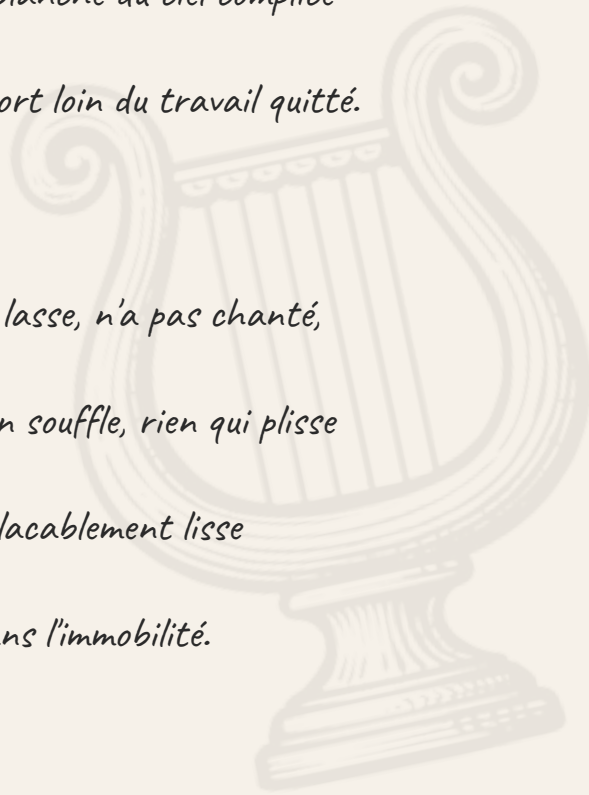 du ciel complice
ort loin du travail quitté.
lasse, n'a pas chanté,
n souffle, rien qui plisse
lacablement lisse
ns l'immobilité.